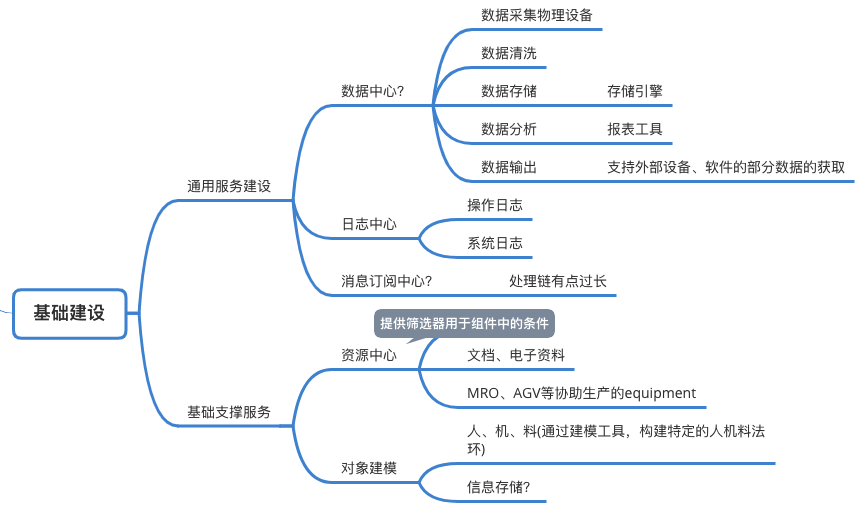 基础建设
通用服务建设
数据中心?
数据采集物理设备
数据清洗
数据存储
存储引擎
数据分析
报表工具
数据输出
支持外部设备、软件的部分数据的获取
日志中心
操作日志
系统日志
消息订阅中心?
处理链有点过长
基础支撑服务
资源中心
提供筛选器用于组件中的条件
文档、电子资料
MRO、AGV等协助生产的equipment
对象建模
人、机、料(通过建模工具，构建特定的人机料法
环)
信息存储?